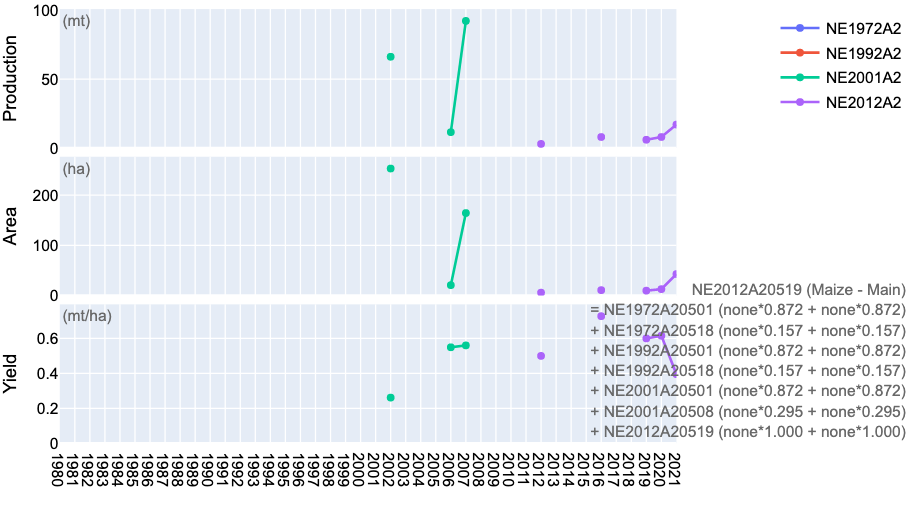 Production
(mt)
100
50
0
NE1972A2
NE1992A2
NE2001A2
NE2012A2
Area
(ha)
200
100
0
Yield
(mt/ha)
0.6
0.4
0.2
0
NE2012A20519 (Maize - Main)
= NE1972A20501 (none*0.872 + none*0.872)
+ NE1972A20518 (none*0.157 + none*0.157)
+ NE1992A20501 (none*0.872 + none*0.872)
+ NE1992A20518 (none*0.157 + none*0.157)
+ NE2001A20501 (none*0.872 + none*0.872)
+ NE2001A20508 (none*0.295 + none*0.295)
+ NE2012A20519 (none*1.000 + none*1.000)
1980
1981
1982
1983
1984
1985
1986
1987
1988
1989
1990
1991
1992
1993
1994
1995
1996
1997
1998
1999
2000
2001
2002
2003
2004
2005
2006
2007
2008
2009
2010
2011
2012
2013
2014
2015
2016
2017
2018
2019
2020
2021